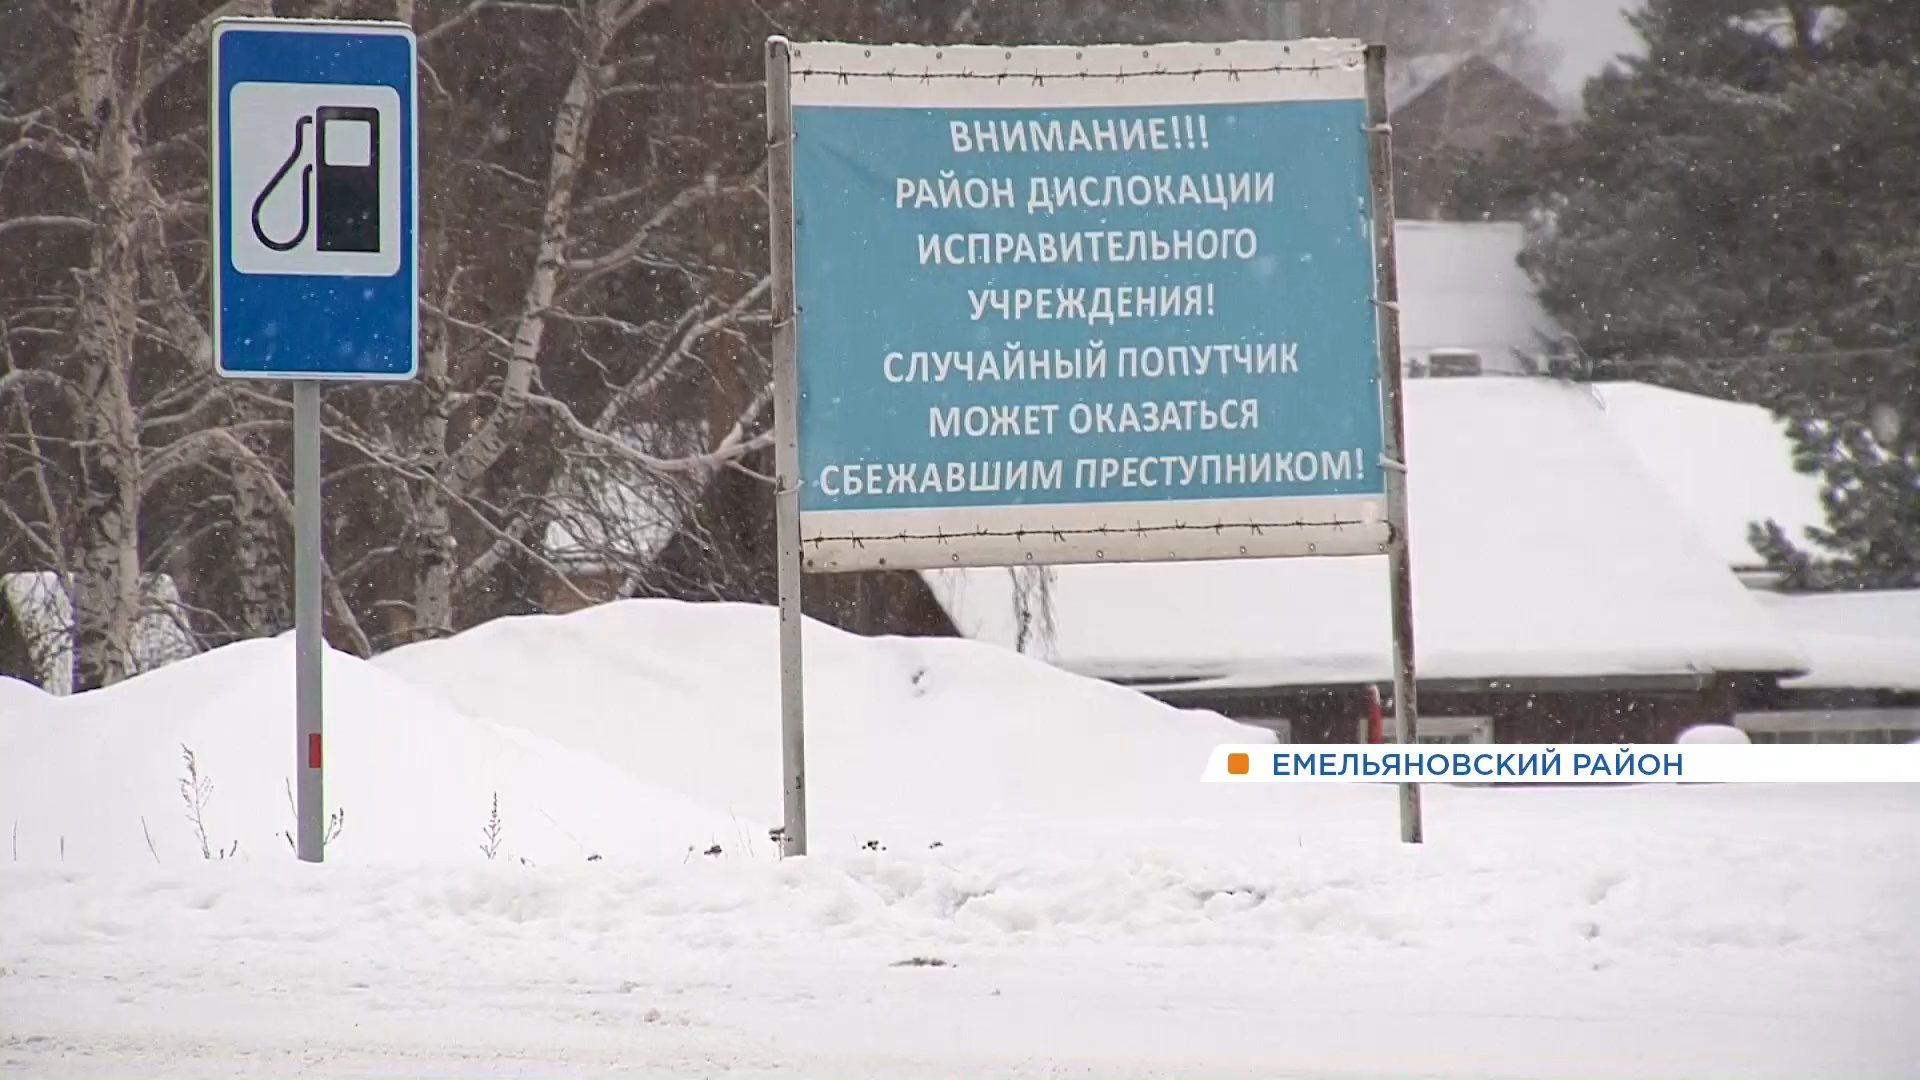 ВНИМАНИЕ!!!
РАЙОН ДИСЛОКАЦИИ
ИСПРАВИТЕЛЬНОГО
УЧРЕЖДЕНИЯ!
СЛУЧАЙНЫЙ ПОПУТЧИК
МОЖЕТ ОКАЗАТЬСЯ
СБЕЖАВШИМ ПРЕСТУПНИКОМ!
ЕМЕЛЬЯНОВСКИЙ РАЙОН